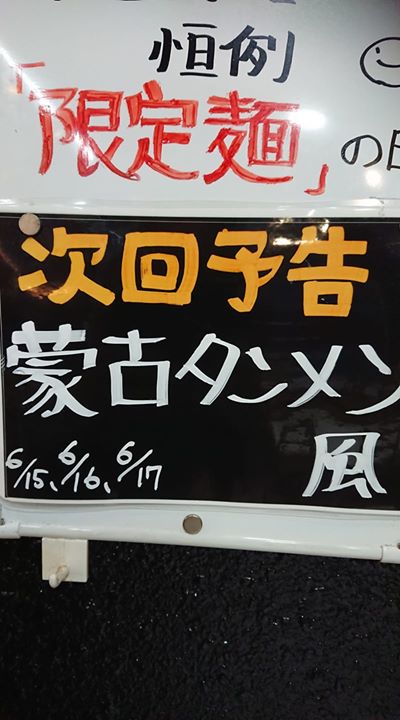 恒例
「限定麺」の日
次回予告
蒙古タンメン
風
6/15、6/16、6/17